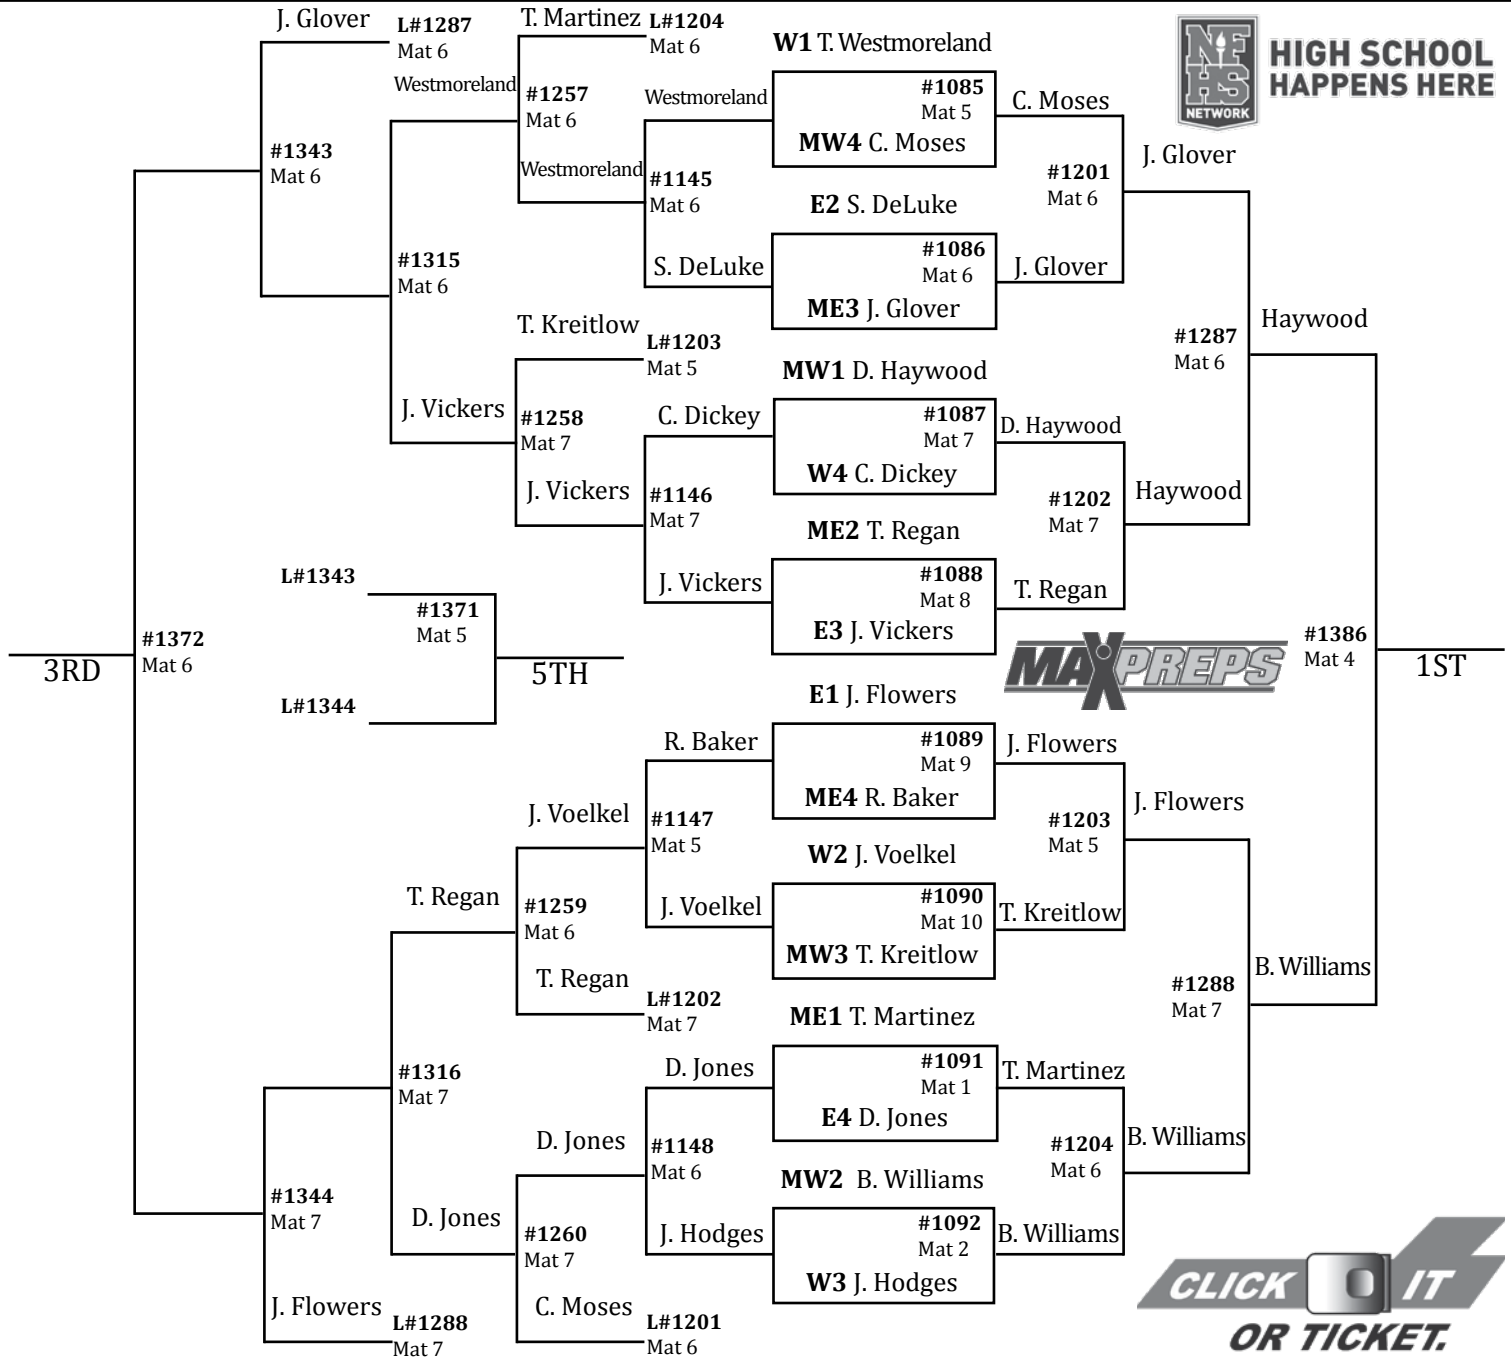 J. Glover
L#1287
Mat 6
T. Martinez
L#1204
Mat 6
W1 T. Westmoreland
NFHS
NETWORK
HIGH SCHOOL
HAPPENS HERE
Westmoreland
#1257
Mat 6
Westmoreland
#1085
Mat 5
C. Moses
MW4 C. Moses
#1343
Mat 6
Westmoreland
#1145
Mat 6
#1201
Mat 6
J. Glover
E2 S. DeLuke
#1315
Mat 6
S. DeLuke
#1086
Mat 6
J. Glover
ME3 J. Glover
T. Kreitlow
L#1203
Mat 5
#1287
Mat 6
Haywood
MW1 D. Haywood
J. Vickers
#1258
Mat 7
C. Dickey
#1087
Mat 7
D. Haywood
W4 C. Dickey
J. Vickers
#1146
Mat 7
#1202
Mat 7
Haywood
ME2 T. Regan
L#1343
#1371
Mat 5
J. Vickers
#1088
Mat 8
T. Regan
E3 J. Vickers
3RD
#1372
Mat 6
5TH
MAXPREPS
#1386
Mat 4
1ST
L#1344
E1 J. Flowers
R. Baker
#1089
Mat 9
J. Flowers
ME4 R. Baker
J. Voelkel
#1147
Mat 5
#1203
Mat 5
J. Flowers
W2 J. Voelkel
T. Regan
#1259
Mat 6
J. Voelkel
#1090
Mat 10
T. Kreitlow
MW3 T. Kreitlow
T. Regan
L#1202
Mat 7
#1288
Mat 7
B. Williams
ME1 T. Martinez
#1316
Mat 7
D. Jones
#1091
Mat 1
T. Martinez
E4 D. Jones
D. Jones
#1148
Mat 6
#1204
Mat 6
B. Williams
MW2 B. Williams
#1344
Mat 7
D. Jones
#1260
Mat 7
J. Hodges
#1092
Mat 2
B. Williams
W3 J. Hodges
J. Flowers
L#1288
Mat 7
C. Moses
L#1201
Mat 6
CLICK IT
OR TICKET.